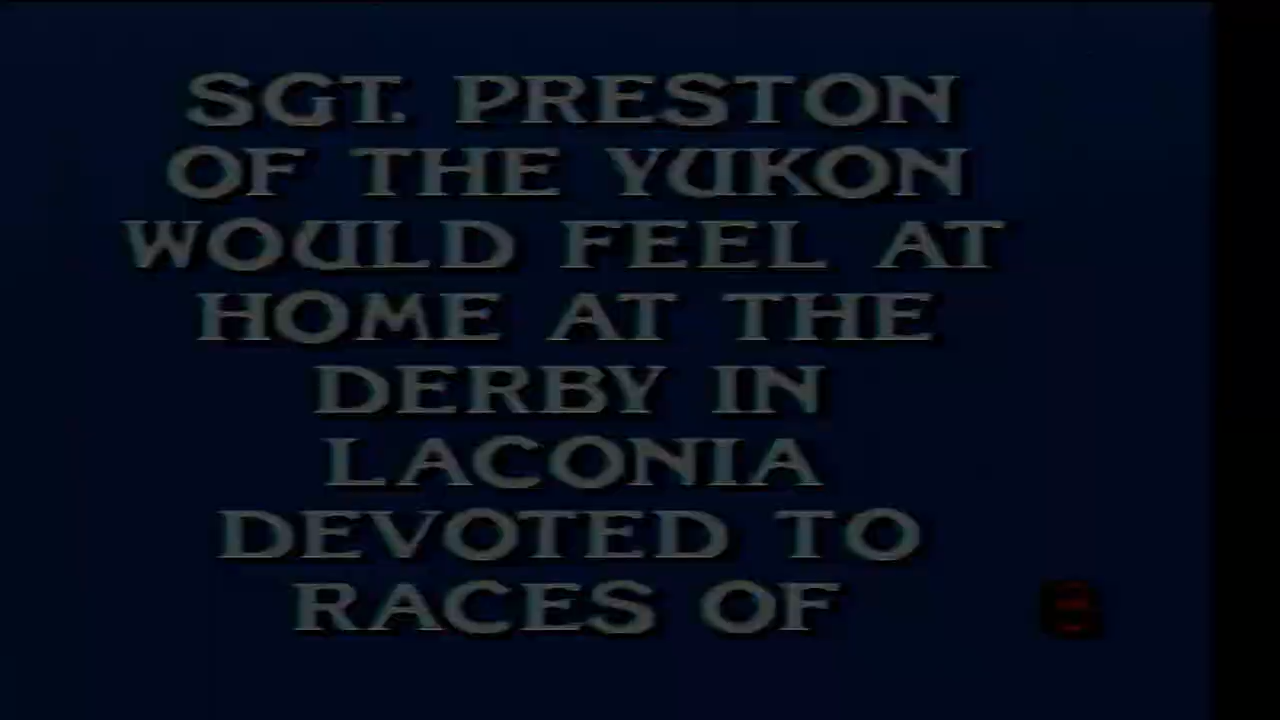 SGT. PRESTON
OF THE YUKON
WOULD FEEL AT
HOME AT THE
DERBY IN
LACONIA
DEVOTED TO
RACES OF